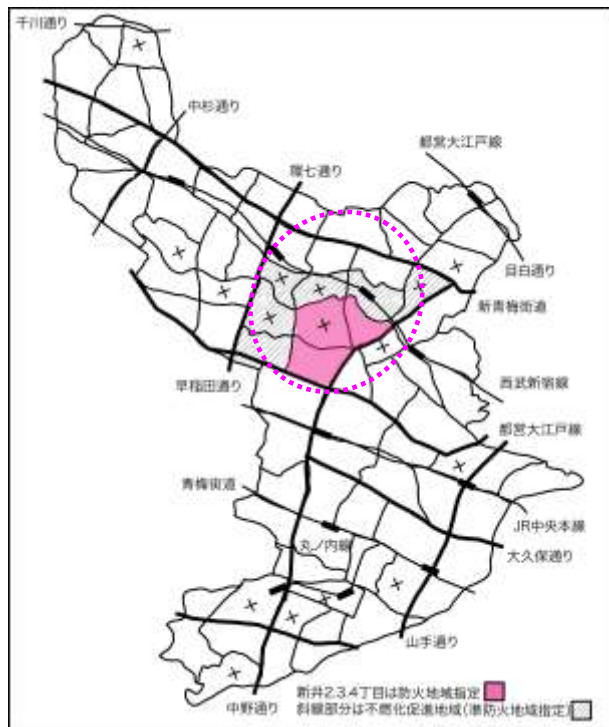 千川通り
中杉通り
都営大江戸線
環七通り
目白通り
新青梅街道
西武新宿線
早稲田通り
都営大江戸線
青梅街道
JR中央本線
丸ノ内線
大久保通り
山手通り
新井2.3.4丁目は防火地域指定
中野通り
斜線部分は不燃化促進地域(準防火地域指定)